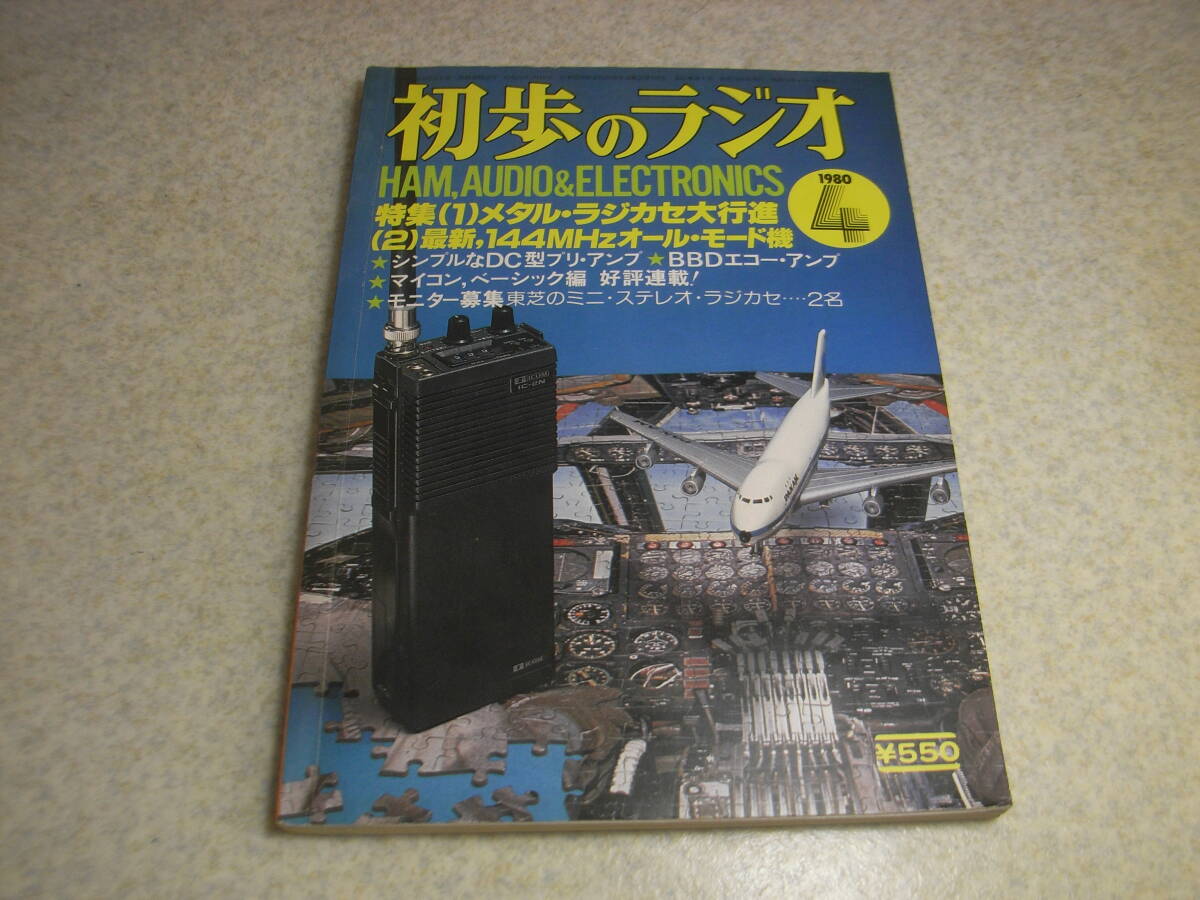 初歩のラジオ
HAM, AUDIO & ELECTRONICS
1980
4
特集(1)メタル・ラジカセ大行進
(2)最新,144MHzオール・モード機
★シンプルなDC型プリ・アンプ ★BBDエコー・アンプ
★マイコン,ベーシック編 好評連載!
★モニター募集 東芝のミニ・ステレオ・ラジカセ‥‥2名
ICOM
IC-2N
ICOM
PAN AM
¥550